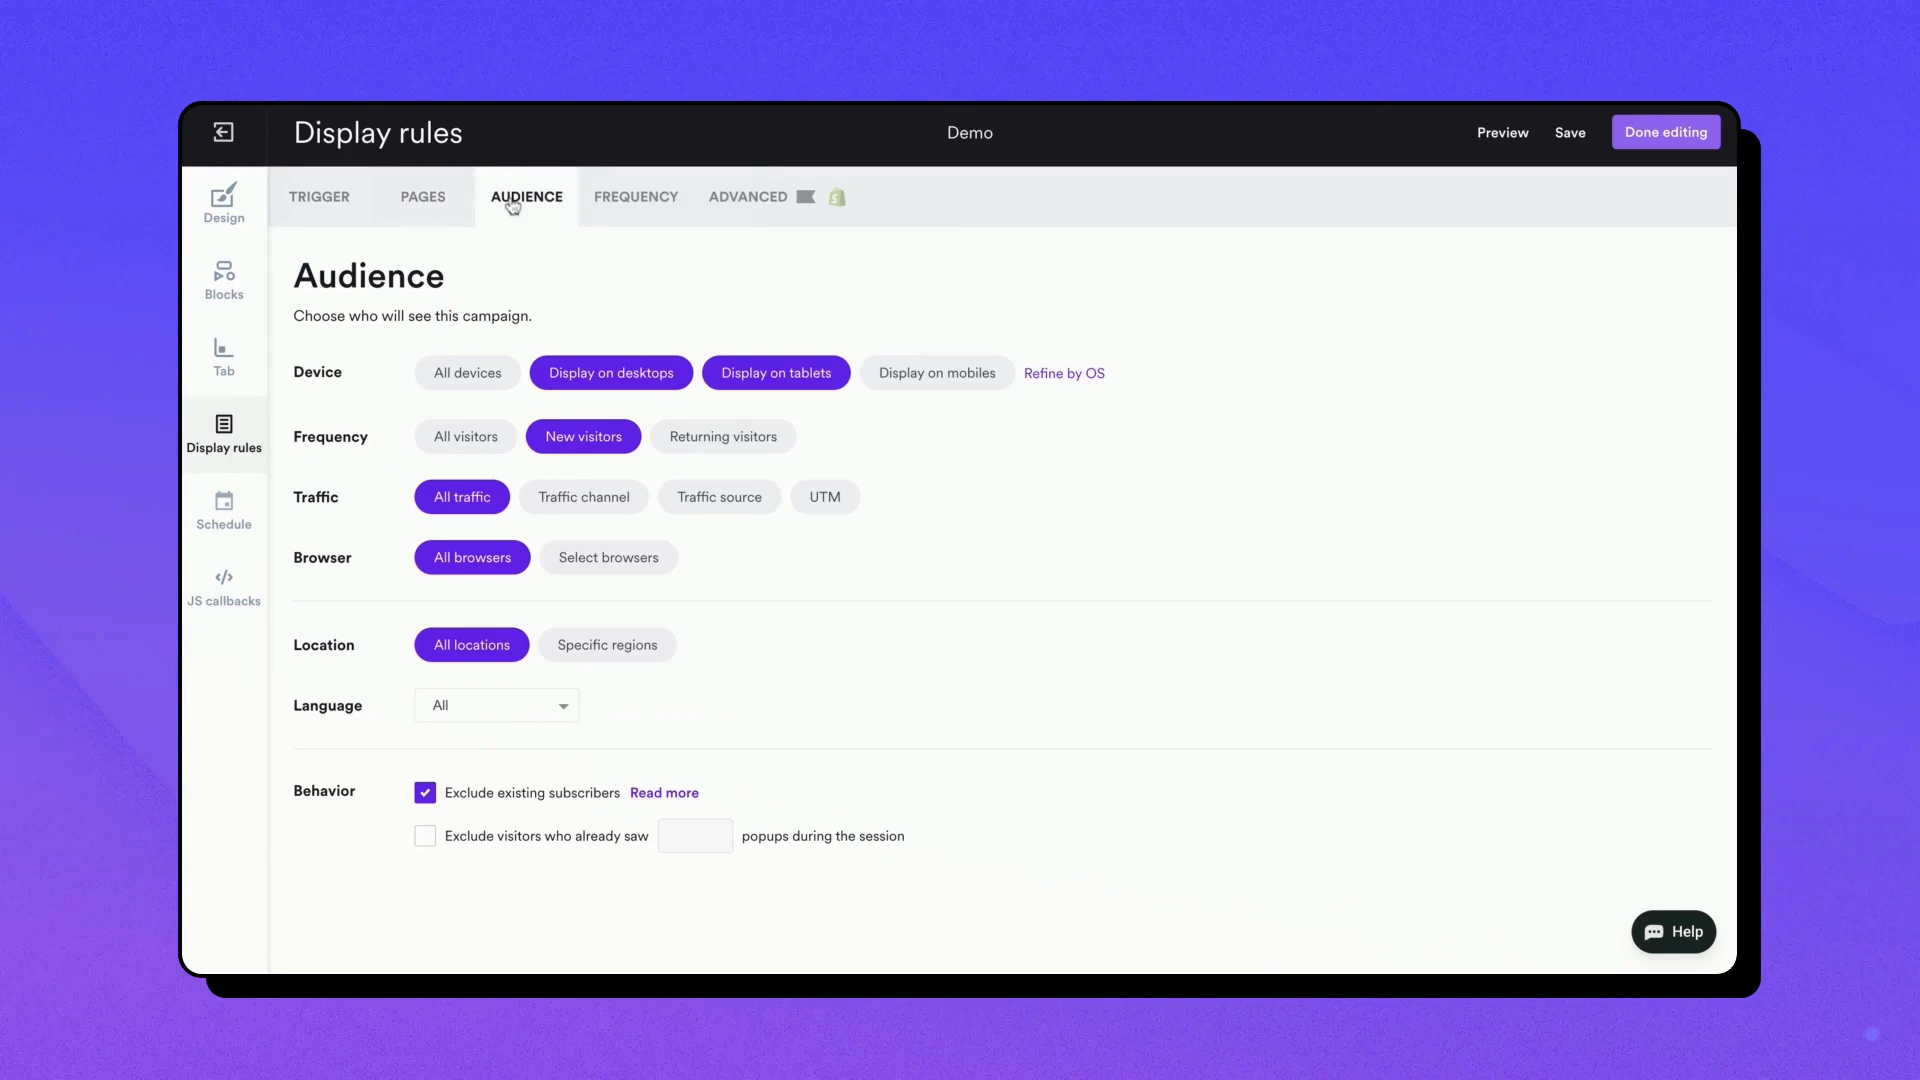 Display rules
Demo
Preview
Save
Done editing
Design
Blocks
Tab
Display rules
Schedule
JS callbacks
TRIGGER
PAGES
AUDIENCE
FREQUENCY
ADVANCED
Audience
Choose who will see this campaign.
Device
All devices
Display on desktops
Display on tablets
Display on mobiles
Refine by OS
Frequency
All visitors
New visitors
Returning visitors
Traffic
All traffic
Traffic channel
Traffic source
UTM
Browser
All browsers
Select browsers
Location
All locations
Specific regions
Language
All
Behavior
Exclude existing subscribers Read more
Exclude visitors who already saw popups during the session
Help